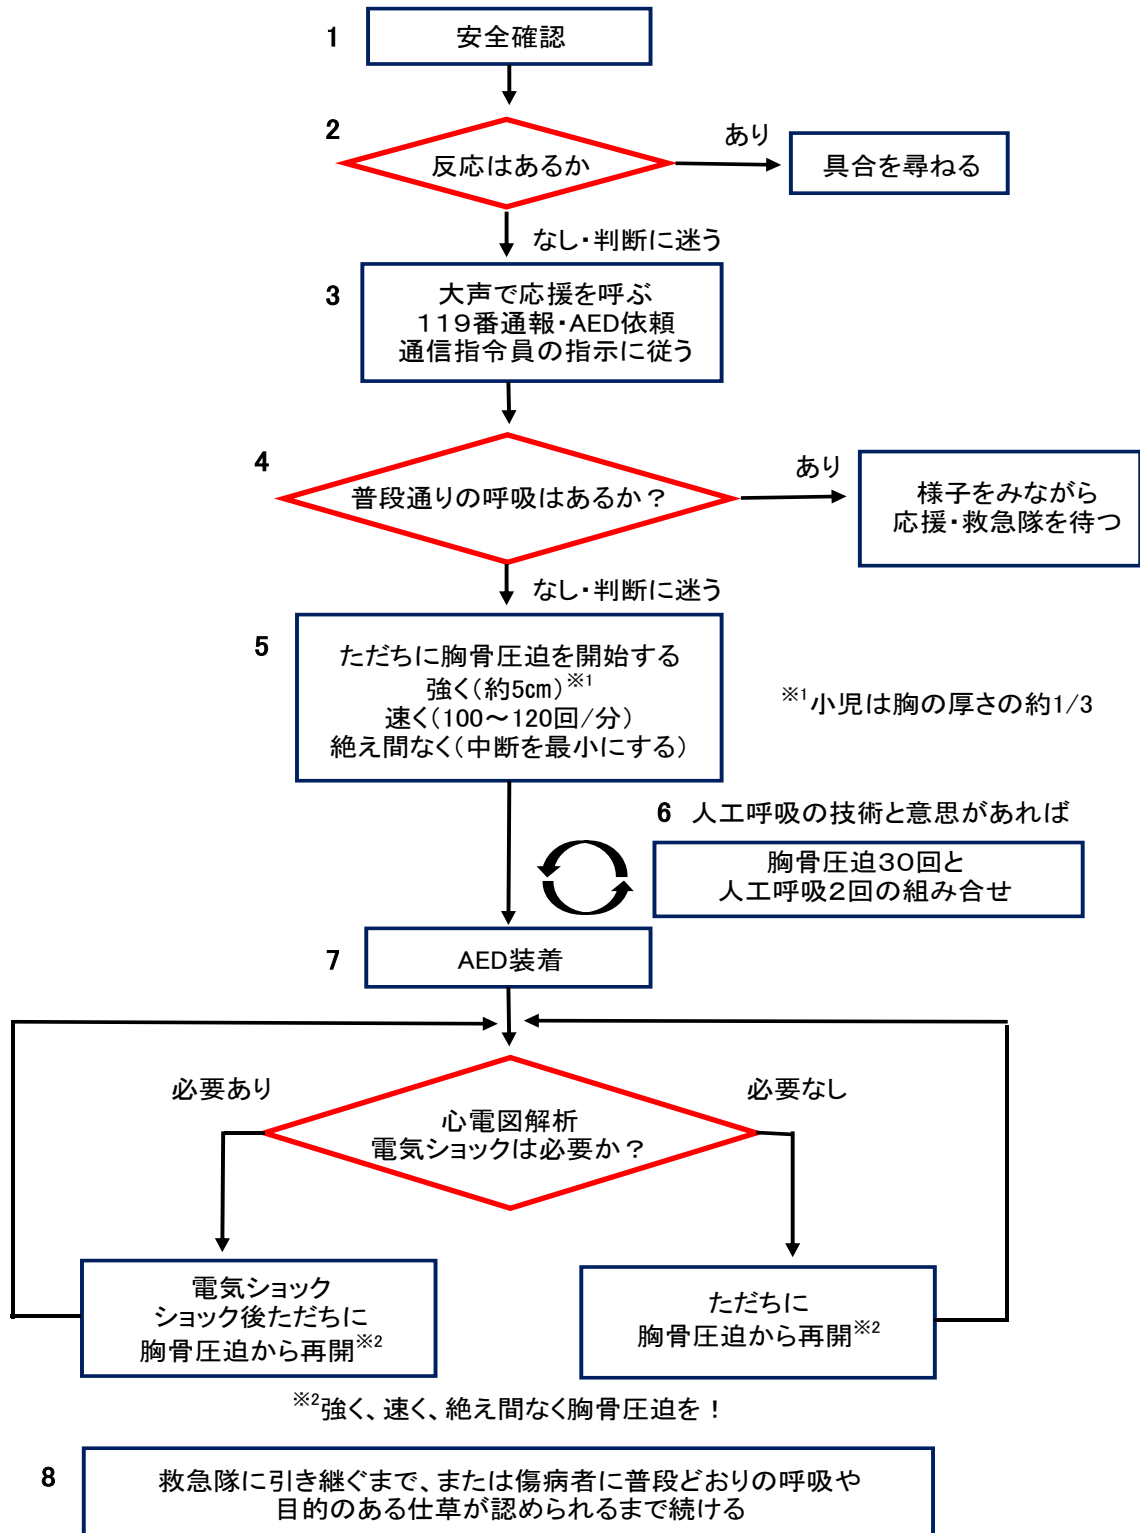 1 安全確認
2
反応はあるか
あり
具合を尋ねる
なし・判断に迷う
3
大声で応援を呼ぶ
119番通報・AED依頼
通信指令員の指示に従う
4
普段通りの呼吸はあるか？
あり
様子をみながら
応援・救急隊を待つ
なし・判断に迷う
5
ただちに胸骨圧迫を開始する
強く（約5cm）※1
速く（100～120回/分）
絶え間なく（中断を最小にする）
※1小児は胸の厚さの約1/3
6 人工呼吸の技術と意思があれば
胸骨圧迫30回と
人工呼吸2回の組み合せ
7 AED装着
必要あり
必要なし
心電図解析
電気ショックは必要か？
電気ショック
ショック後ただちに
胸骨圧迫から再開※2
ただちに
胸骨圧迫から再開※2
※2強く、速く、絶え間なく胸骨圧迫を！
8
救急隊に引き継ぐまで、または傷病者に普段どおりの呼吸や
目的のある仕草が認められるまで続ける